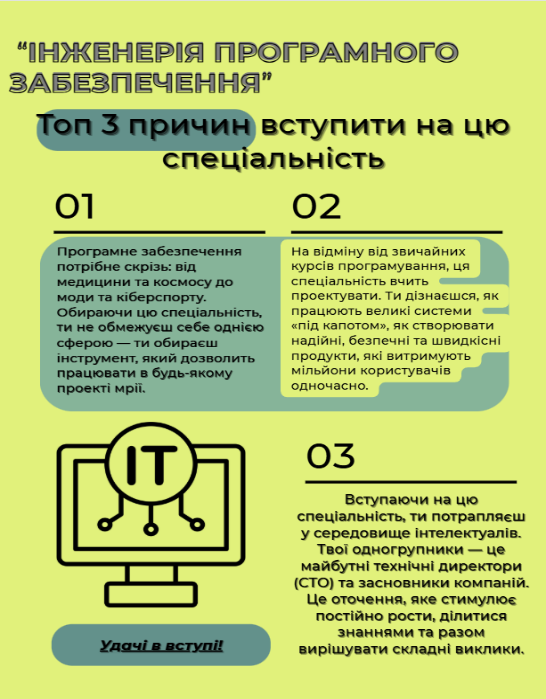 “ІНЖЕНЕРІЯ ПРОГРАМНОГО
ЗАБЕЗПЕЧЕННЯ”
Топ 3 причин вступити на цю
спеціальність
01
Програмне забезпечення
потрібне скрізь: від
медицини та космосу до
моди та кіберспорту.
Обираючи цю спеціальність,
ти не обмежуєш себе однією
сферою — ти обираєш
інструмент, який дозволить
працювати в будь-якому
проекті мрії.
02
На відміну від звичайних
курсів програмування, ця
спеціальність вчить
проектувати. Ти дізнаєшся, як
працюють великі системи
«під капотом», як створювати
надійні, безпечні та швидкісні
продукти, які витримують
мільйони користувачів
одночасно.
IT
03
Вступаючи на цю
спеціальність, ти потрапляєш
у середовище інтелектуалів.
Твої одногрупники — це
майбутні технічні директори
(CTO) та засновники компаній.
Це оточення, яке стимулює
постійно рости, ділитися
знаннями та разом
вирішувати складні виклики.
Удачі в вступі!